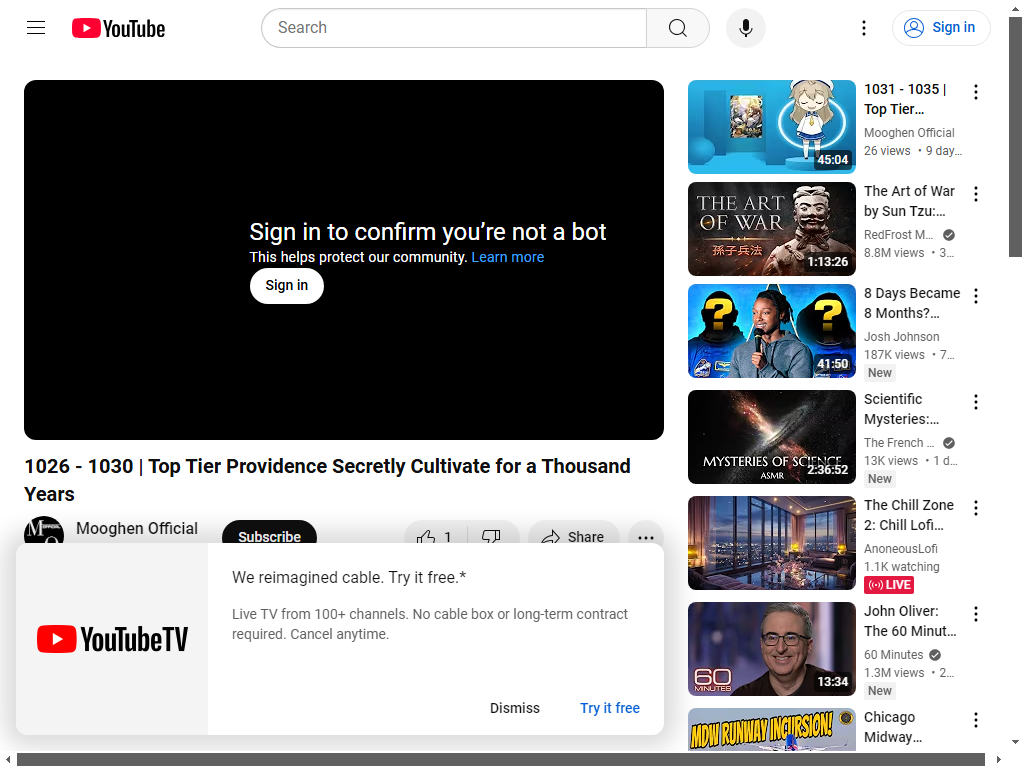 YouTube
Search
Sign in
Sign in to confirm you’re not a bot
This helps protect our community. Learn more
Sign in
1026 - 1030 | Top Tier Providence Secretly Cultivate for a Thousand
Years
Mooghen Official
Subscribe
1
Share
We reimagined cable. Try it free.*
Live TV from 100+ channels. No cable box or long-term contract
required. Cancel anytime.
YouTubeTV
Dismiss
Try it free
45:04
1031 - 1035 |
Top Tier…
Mooghen Official
26 views • 9 day…
THE ART
OF WAR
孫子兵法
1:13:26
The Art of War
by Sun Tzu:…
RedFrost M…
8.8M views • 3…
? ?
41:50
8 Days Became
8 Months?…
Josh Johnson
187K views • 7…
New
MYSTERIES OF SCIENCE
ASMR
2:36:52
Scientific
Mysteries:…
The French …
13K views • 1 d…
New
The Chill Zone
2: Chill Lofi…
AnoneousLofi
1.1K watching
LIVE
60
MINUTES
13:34
John Oliver:
The 60 Minut…
60 Minutes
1.3M views • 2…
New
MDW RUNWAY INCURSION!
Chicago
Midway…